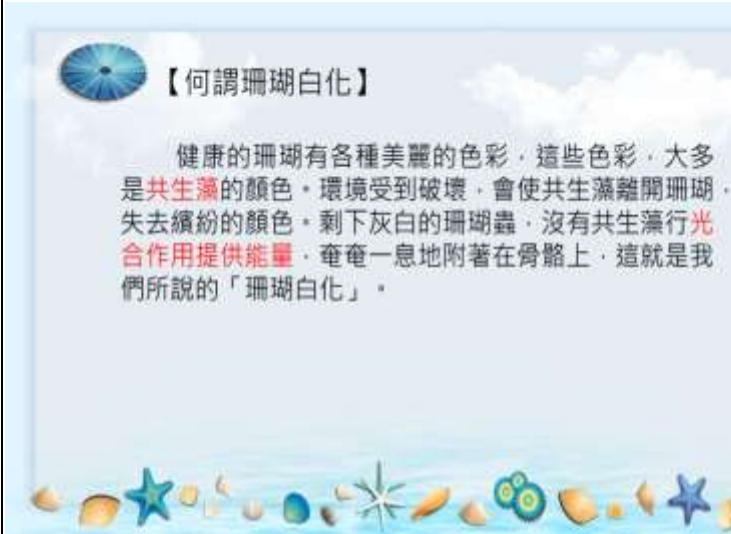 【何謂珊瑚白化】
健康的珊瑚有各種美麗的色彩，這些色彩，大多
是共生藻的顏色。環境受到破壞，會使共生藻離開珊瑚，
失去繽紛的顏色。剩下灰白的珊瑚蟲，沒有共生藻行光
合作用提供能量，奄奄一息地附著在骨骼上，這就是我
們所說的「珊瑚白化」。